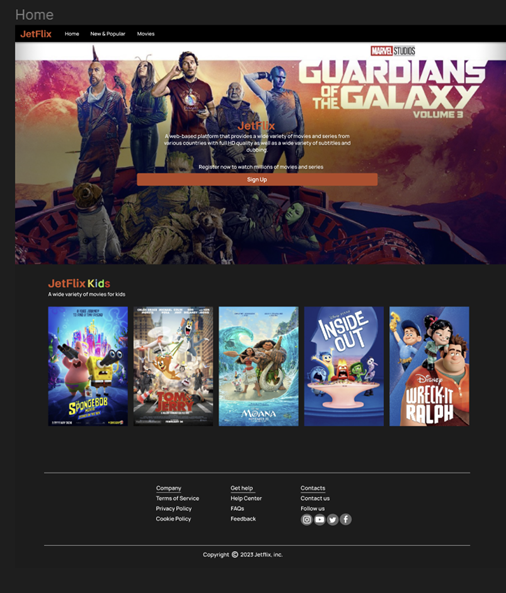 Home
JetFlix
Home New & Popular Movies
MARVEL STUDIOS
GUARDIANS
OF THE GALAXY
VOLUME 3
JetFlix
A web-based platform that provides a wide variety of movies and series from
various countries with full HD quality as well as a wide variety of subtitles and
dubbing
Register now to watch millions of movies and series
Sign Up
JetFlix Kids
A wide variety of movies for kids
THE
SPONGEBOB
MOVIE
TOM
JERRY
MOANA
INSIDE
OUT
DISNEY
WRECK-IT
RALPH
Company Get help Contacts
Terms of Service Help Center Contact us
Privacy Policy FAQs Follow us
Cookie Policy Feedback
Copyright © 2023 Jetflix, inc.